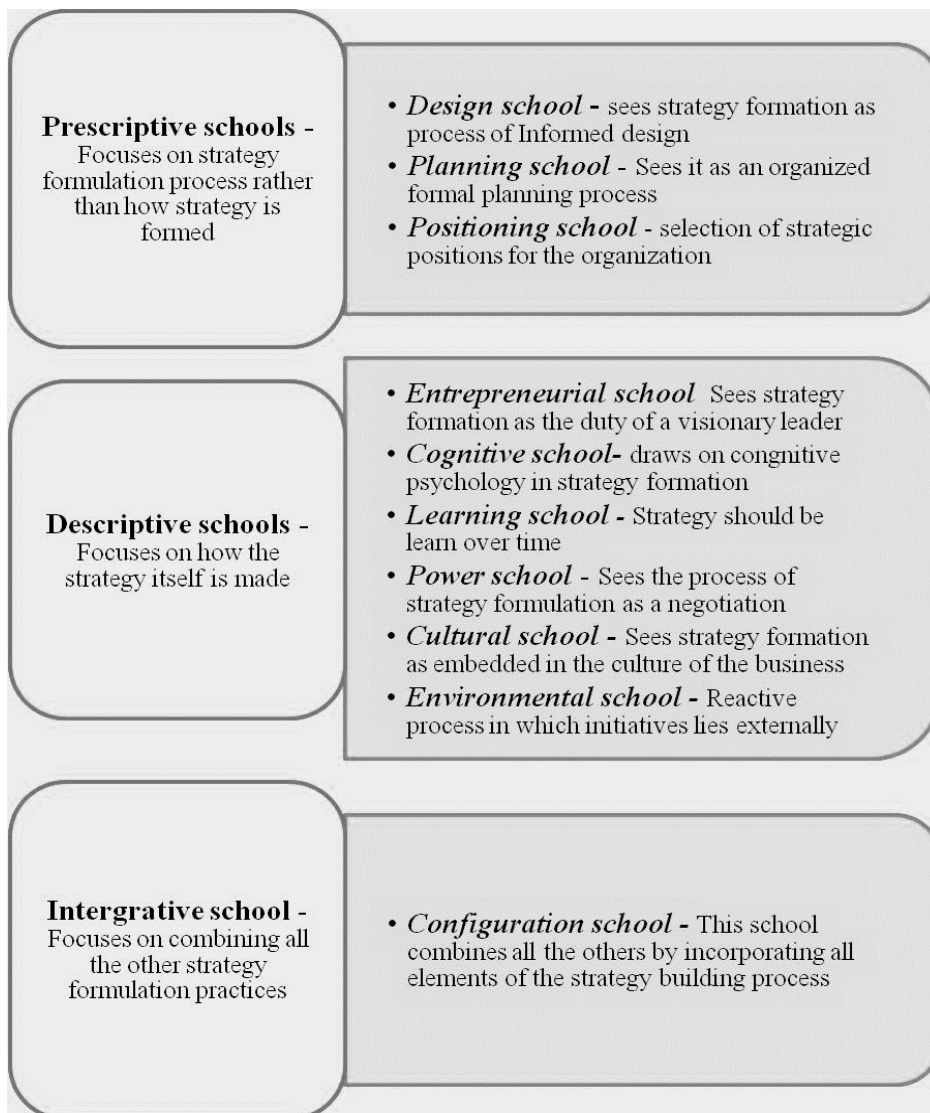 Prescriptive schools -
Focuses on strategy
formulation process rather
than how strategy is
formed
• Design school - sees strategy formation as
process of Informed design
• Planning school - Sees it as an organized
formal planning process
• Positioning school - selection of strategic
positions for the organization
Descriptive schools -
Focuses on how the
strategy itself is made
• Entrepreneurial school Sees strategy
formation as the duty of a visionary leader
• Cognitive school- draws on congnitive
psychology in strategy formation
• Learning school - Strategy should be
learn over time
• Power school - Sees the process of
strategy formulation as a negotiation
• Cultural school - Sees strategy formation
as embedded in the culture of the business
• Environmental school - Reactive
process in which initiatives lies externally
Intergrative school -
Focuses on combining all
the other strategy
formulation practices
• Configuration school - This school
combines all the others by incorporating all
elements of the strategy building process